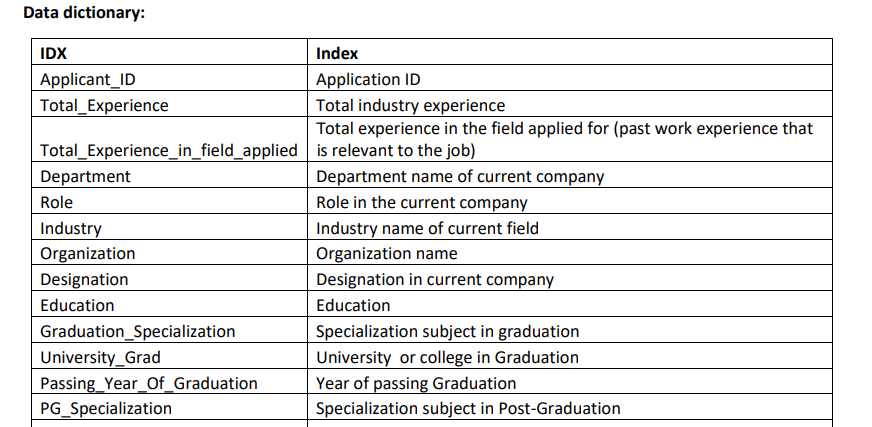 Data dictionary:
IDX Index
Applicant_ID Application ID
Total_Experience Total industry experience
Total experience in the field applied for (past work experience that
Total_Experience_in_field_applied is relevant to the job)
Department Department name of current company
Role Role in the current company
Industry Industry name of current field
Organization Organization name
Designation Designation in current company
Education Education
Graduation_Specialization Specialization subject in graduation
University_Grad University  or college in Graduation
Passing_Year_Of_Graduation Year of passing Graduation
PG_Specialization Specialization subject in Post-Graduation